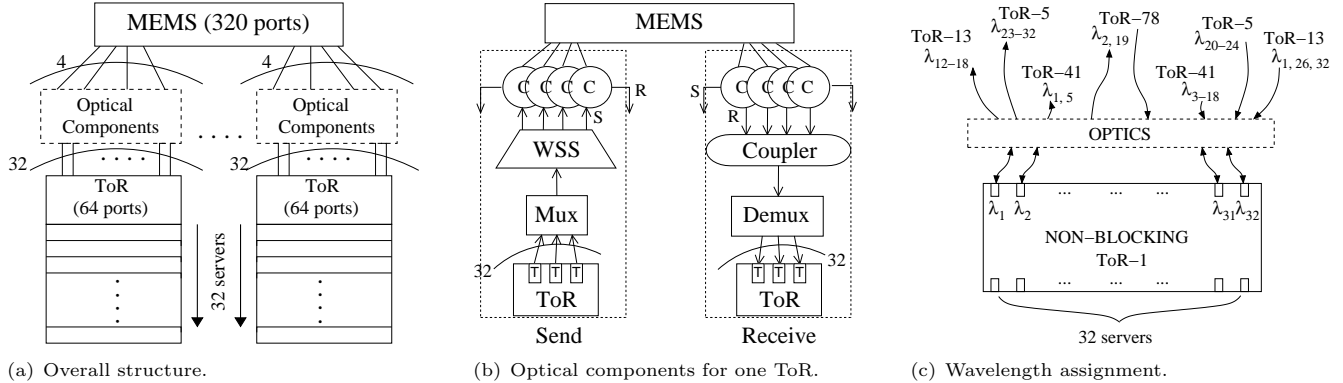 MEMS (320 ports)
4
4
Optical
Components
. . . .
Optical
Components
32
. . . .
32
. . . .
ToR
(64 ports)
ToR
(64 ports)
32 servers
(a) Overall structure.
MEMS
C C C C
R
S
WSS
Mux
32
T T T
ToR
Send
S
C C C C
R
Coupler
Demux
32
T T T
ToR
Receive
(b) Optical components for one ToR.
ToR−13
λ12−18
ToR−5
λ23−32
ToR−41
λ1, 5
ToR−78
λ2, 19
ToR−41
λ3−18
ToR−5
λ20−24
ToR−13
λ1, 26, 32
OPTICS
... ... ...
λ1 λ2 λ31 λ32
NON−BLOCKING
ToR−1
... ... ...
32 servers
(c) Wavelength assignment.